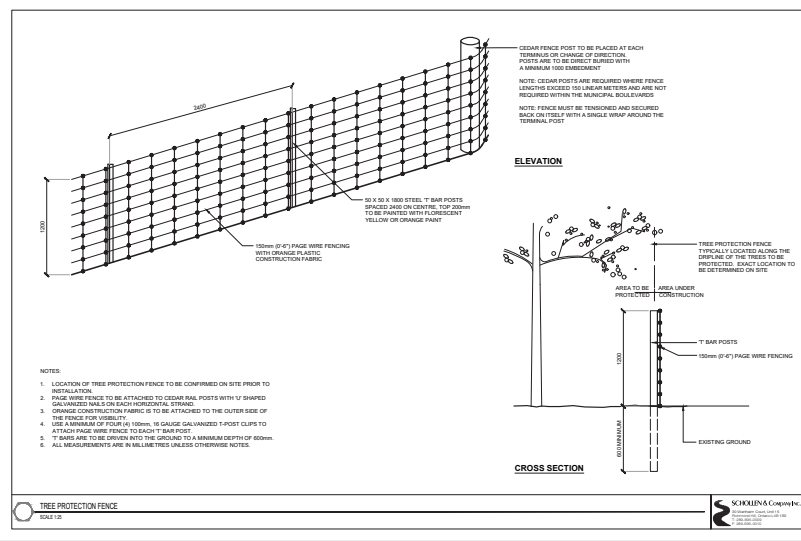 CEDAR FENCE POST TO BE PLACED AT EACH
TERMINUS OR CHANGE OF DIRECTION.
POSTS ARE TO BE DIRECT BURIED WITH
A MINIMUM 1000 EMBEDMENT
NOTE: CEDAR POSTS ARE REQUIRED WHERE FENCE
LENGTHS EXCEED 150 LINEAR METERS AND ARE NOT
REQUIRED WITHIN THE MUNICIPAL BOULEVARDS
NOTE: FENCE MUST BE TENSIONED AND SECURED
BACK ON ITSELF WITH A SINGLE WRAP AROUND THE
TERMINAL POST
2400
ELEVATION
1200
50 X 50 X 1800 STEEL 'T' BAR POSTS
SPACED 2400 ON CENTRE, TOP 200mm
TO BE PAINTED WITH FLORESCENT
YELLOW OR ORANGE PAINT
150mm (0'-6") PAGE WIRE FENCING
WITH ORANGE PLASTIC
CONSTRUCTION FABRIC
TREE PROTECTION FENCE
TYPICALLY LOCATED ALONG THE
DRIPLINE OF THE TREES TO BE
PROTECTED. EXACT LOCATION TO
BE DETERMINED ON SITE
AREA TO BE
PROTECTED
AREA UNDER
CONSTRUCTION
'T' BAR POSTS
150mm (0'-6") PAGE WIRE FENCING
1200
600 MINIMUM
EXISTING GROUND
CROSS SECTION
NOTES:
1. LOCATION OF TREE PROTECTION FENCE TO BE CONFIRMED ON SITE PRIOR TO
INSTALLATION.
2. PAGE WIRE FENCE TO BE ATTACHED TO CEDAR RAIL POSTS WITH 'U' SHAPED
GALVANIZED NAILS ON EACH HORIZONTAL STRAND.
3. ORANGE CONSTRUCTION FABRIC IS TO BE ATTACHED TO THE OUTER SIDE OF
THE FENCE FOR VISIBILITY.
4. USE A MINIMUM OF FOUR (4) 100mm, 16 GAUGE GALVANIZED T-POST CLIPS TO
ATTACH PAGE WIRE FENCE TO EACH 'T' BAR POST.
5. 'T' BARS ARE TO BE DRIVEN INTO THE GROUND TO A MINIMUM DEPTH OF 600mm.
6. ALL MEASUREMENTS ARE IN MILLIMETRES UNLESS OTHERWISE NOTES.
TREE PROTECTION FENCE
SCALE 1:25
SCHOLLEN & Company Inc.